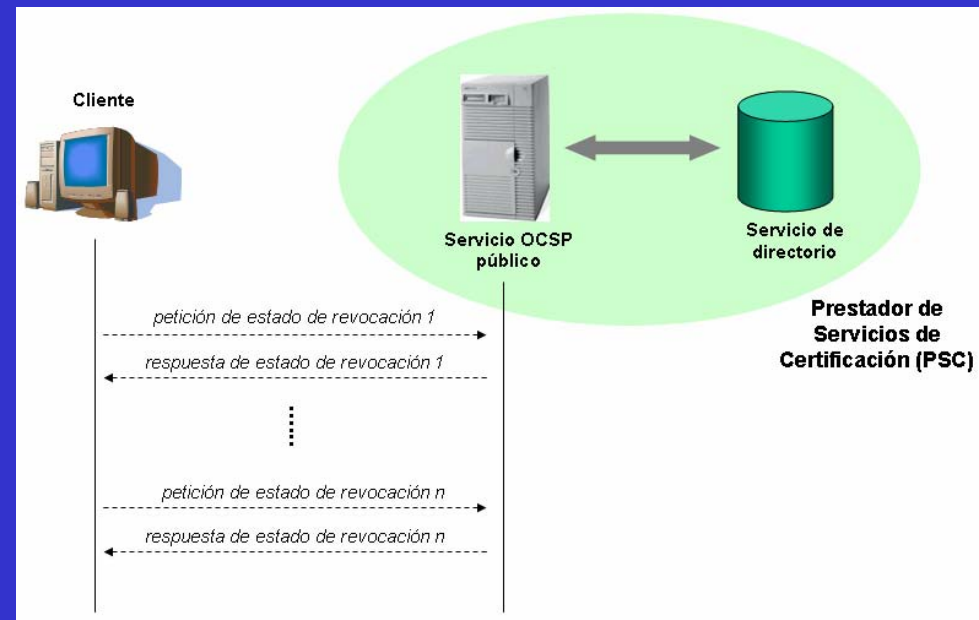 Cliente
Servicio OCSP
público
Servicio de
directorio
Prestador de
Servicios de
Certificación (PSC)
petición de estado de revocación 1
respuesta de estado de revocación 1
petición de estado de revocación n
respuesta de estado de revocación n